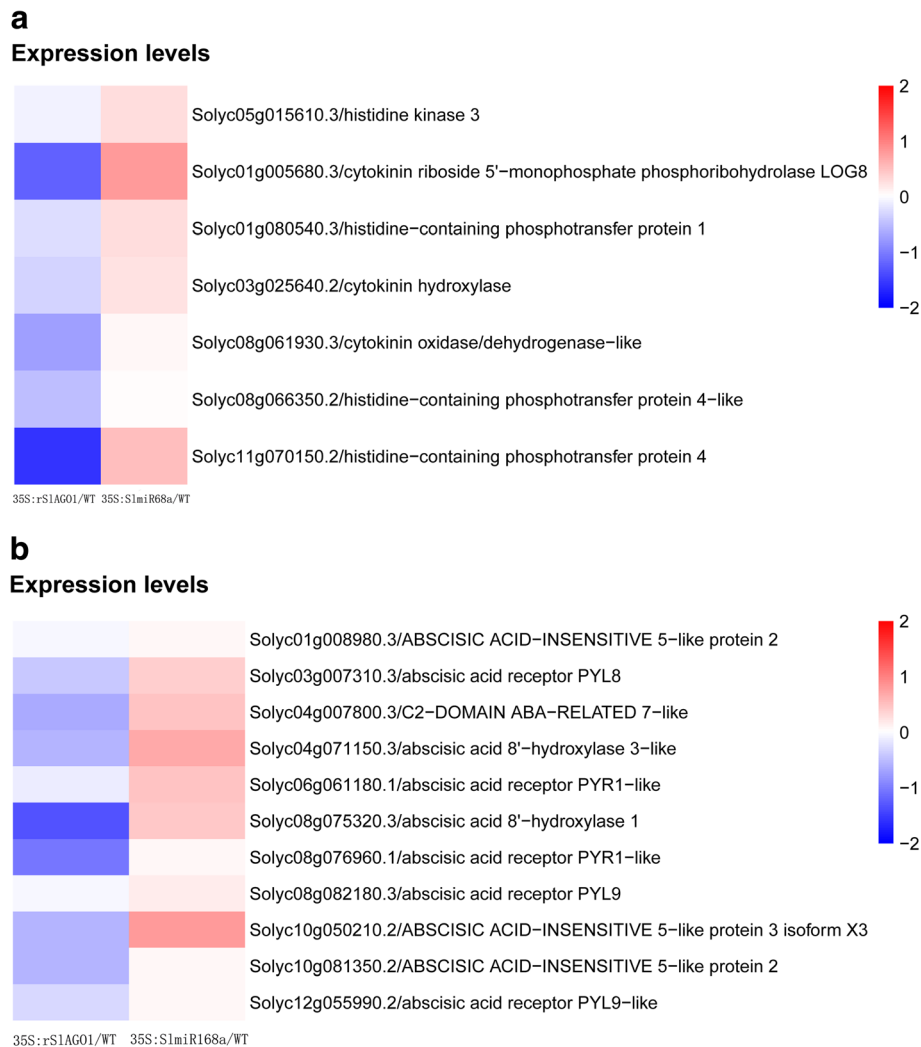 a
Expression levels
Solyc05g015610.3/histidine kinase 3
Solyc01g005680.3/cytokinin riboside 5'−monophosphate phosphoribohydrolase LOG8
Solyc01g080540.3/histidine−containing phosphotransfer protein 1
Solyc03g025640.2/cytokinin hydroxylase
Solyc08g061930.3/cytokinin oxidase/dehydrogenase−like
Solyc08g066350.2/histidine−containing phosphotransfer protein 4−like
Solyc11g070150.2/histidine−containing phosphotransfer protein 4
35S:rSlAGO1/WT 35S:SlmiR68a/WT
2
1
0
−1
−2
b
Expression levels
Solyc01g008980.3/ABSCISIC ACID−INSENSITIVE 5−like protein 2
Solyc03g007310.3/abscisic acid receptor PYL8
Solyc04g007800.3/C2−DOMAIN ABA−RELATED 7−like
Solyc04g071150.3/abscisic acid 8'−hydroxylase 3−like
Solyc06g061180.1/abscisic acid receptor PYR1−like
Solyc08g075320.3/abscisic acid 8'−hydroxylase 1
Solyc08g076960.1/abscisic acid receptor PYR1−like
Solyc08g082180.3/abscisic acid receptor PYL9
Solyc10g050210.2/ABSCISIC ACID−INSENSITIVE 5−like protein 3 isoform X3
Solyc10g081350.2/ABSCISIC ACID−INSENSITIVE 5−like protein 2
Solyc12g055990.2/abscisic acid receptor PYL9−like
35S:rSlAGO1/WT 35S:SlmiR168a/WT
2
1
0
−1
−2